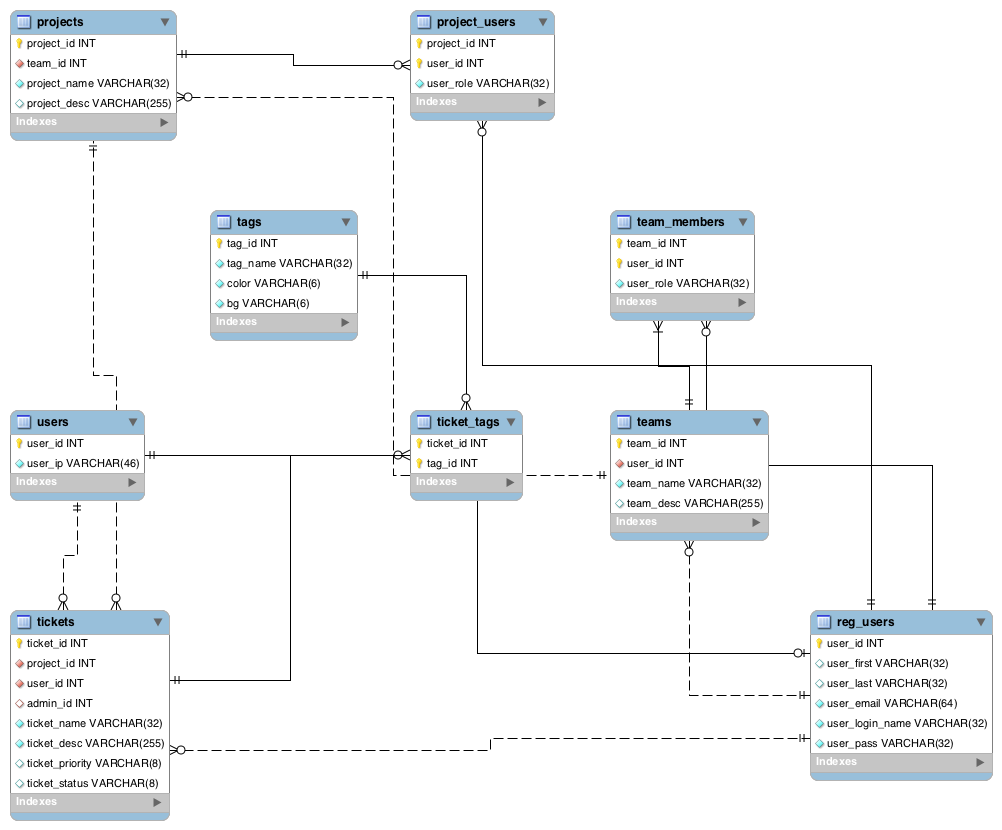 projects
project_id INT
team_id INT
project_name VARCHAR(32)
project_desc VARCHAR(255)
Indexes
project_users
project_id INT
user_id INT
user_role VARCHAR(32)
Indexes
tags
tag_id INT
tag_name VARCHAR(32)
color VARCHAR(6)
bg VARCHAR(6)
Indexes
team_members
team_id INT
user_id INT
user_role VARCHAR(32)
Indexes
users
user_id INT
user_ip VARCHAR(46)
Indexes
ticket_tags
ticket_id INT
tag_id INT
Indexes
teams
team_id INT
user_id INT
team_name VARCHAR(32)
team_desc VARCHAR(255)
Indexes
tickets
ticket_id INT
project_id INT
user_id INT
admin_id INT
ticket_name VARCHAR(32)
ticket_desc VARCHAR(255)
ticket_priority VARCHAR(8)
ticket_status VARCHAR(8)
Indexes
reg_users
user_id INT
user_first VARCHAR(32)
user_last VARCHAR(32)
user_email VARCHAR(64)
user_login_name VARCHAR(32)
user_pass VARCHAR(32)
Indexes